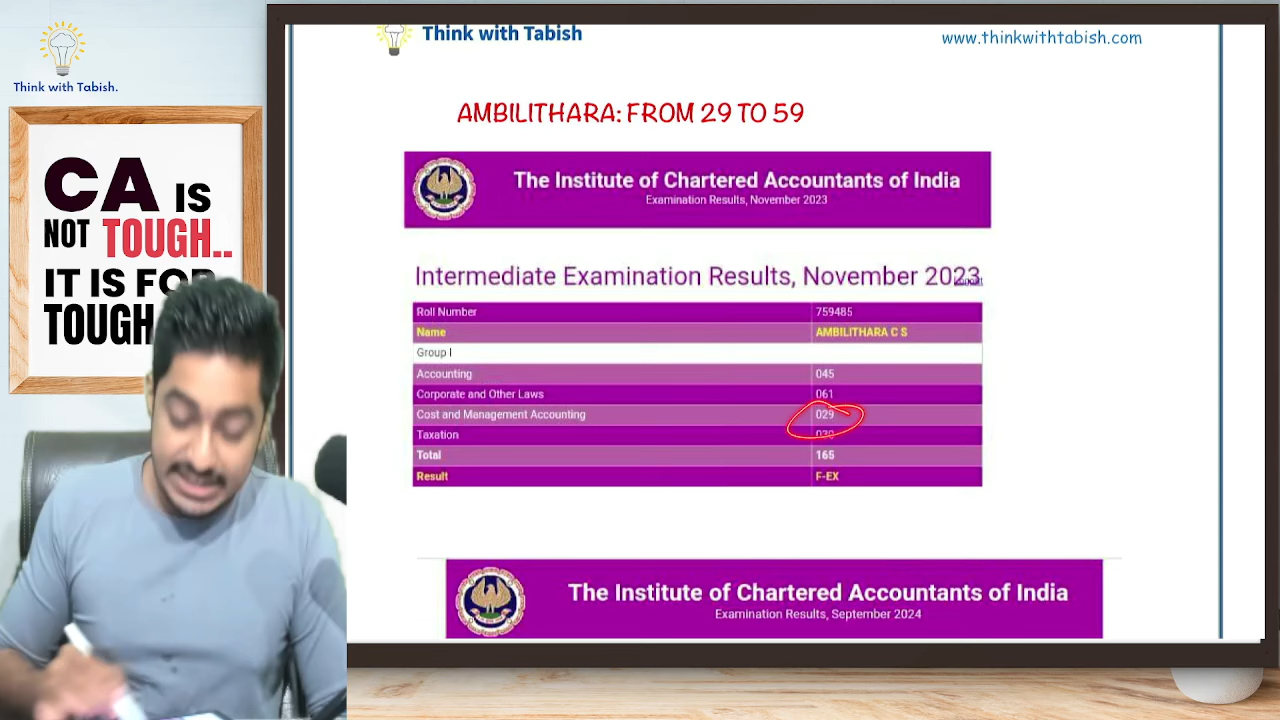 Think with Tabish.
CA IS
NOT TOUGH..
IT IS FOR
TOUGH
Think with Tabish
www.thinkwithtabish.com
AMBILITHARA: FROM 29 TO 59
The Institute of Chartered Accountants of India
Examination Results, November 2023
Intermediate Examination Results, November 2023
Logout
Roll Number 759485
Name AMBILITHARA C S
Group I
Accounting 045
Corporate and Other Laws 061
Cost and Management Accounting 029
Taxation 030
Total 165
Result F-EX
The Institute of Chartered Accountants of India
Examination Results, September 2024